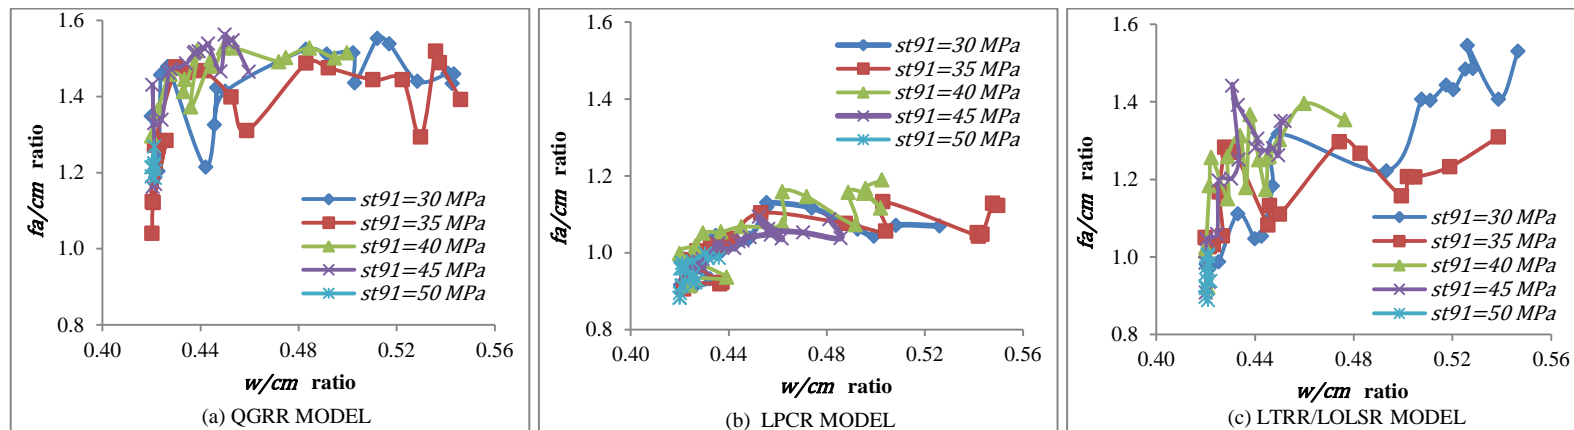 1.6
1.4
1.2
1.0
0.8
fa/cm ratio
0.40 0.44 0.48 0.52 0.56
w/cm ratio
st91=30 MPa
st91=35 MPa
st91=40 MPa
st91=45 MPa
st91=50 MPa
(a) QGRR MODEL
1.6
1.4
1.2
1.0
0.8
fa/cm ratio
0.40 0.44 0.48 0.52 0.56
w/cm ratio
st91=30 MPa
st91=35 MPa
st91=40 MPa
st91=45 MPa
st91=50 MPa
(b) LPCR MODEL
1.6
1.4
1.2
1.0
0.8
fa/cm ratio
0.40 0.44 0.48 0.52 0.56
w/cm ratio
st91=30 MPa
st91=35 MPa
st91=40 MPa
st91=45 MPa
st91=50 MPa
(c) LTRR/LOLSR MODEL